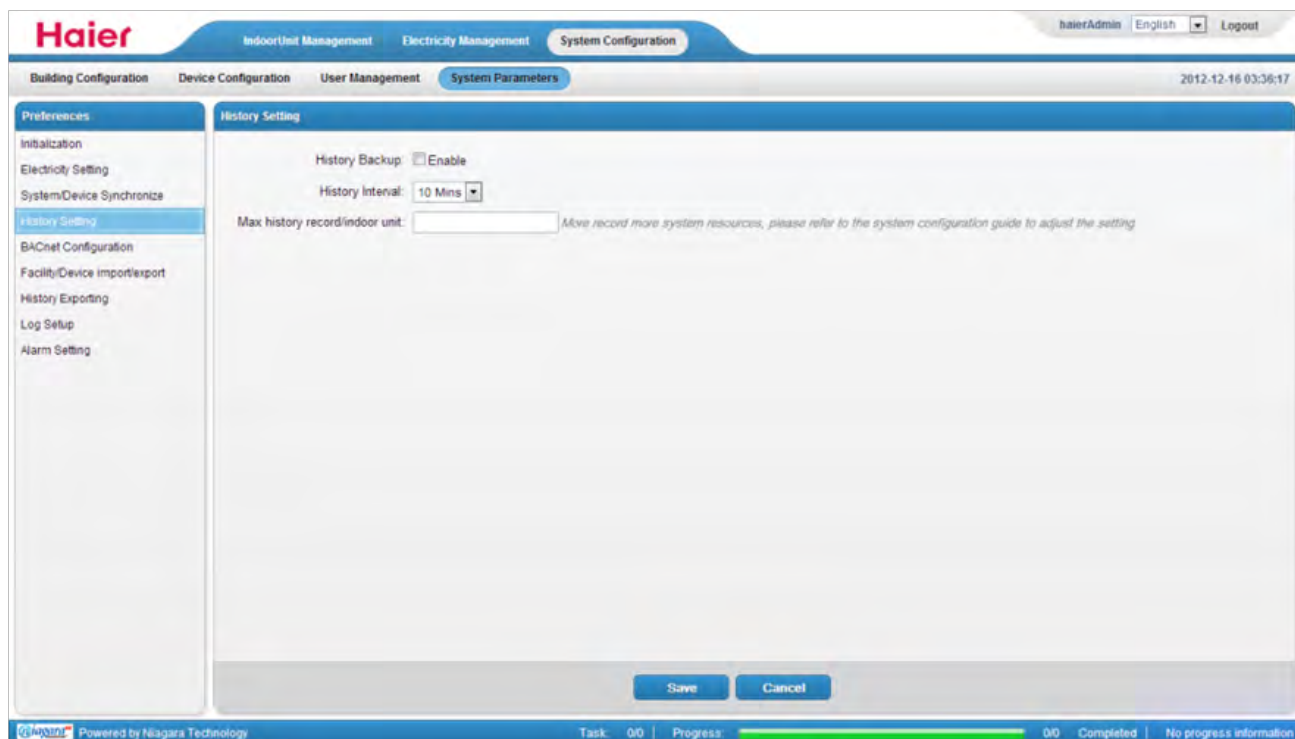 Haier
IndoorUnit Management Electricity Management System Configuration
haierAdmin English Logout
Building Configuration Device Configuration User Management System Parameters
2012-12-16 03:36:17
Preferences
Initialization
Electricity Setting
System/Device Synchronize
History Setting
BACnet Configuration
Facility/Device import/export
History Exporting
Log Setup
Alarm Setting
History Setting
History Backup: Enable
History Interval: 10 Mins
Max history record/indoor unit: More record more system resources, please refer to the system configuration guide to adjust the setting
Save Cancel
Niagara Powered by Niagara Technology
Task: 0/0 Progress: 0/0 Completed No progress information